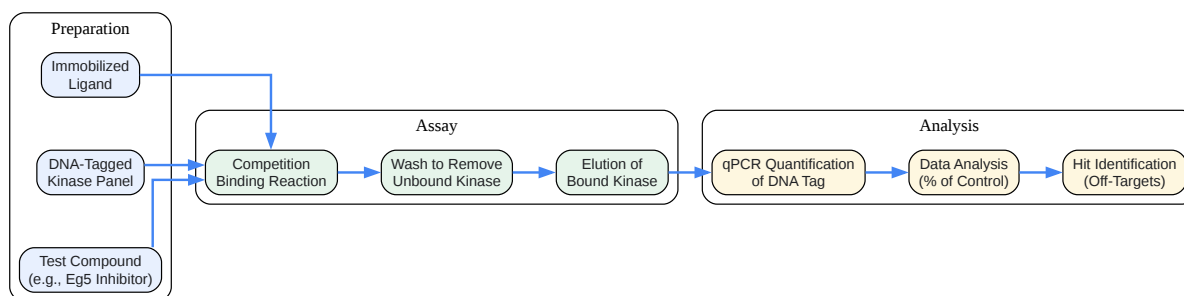 Preparation
Immobilized
Ligand
DNA-Tagged
Kinase Panel
Test Compound
(e.g., Eg5 Inhibitor)
Assay
Competition
Binding Reaction
Wash to Remove
Unbound Kinase
Elution of
Bound Kinase
Analysis
qPCR Quantification
of DNA Tag
Data Analysis
(% of Control)
Hit Identification
(Off-Targets)